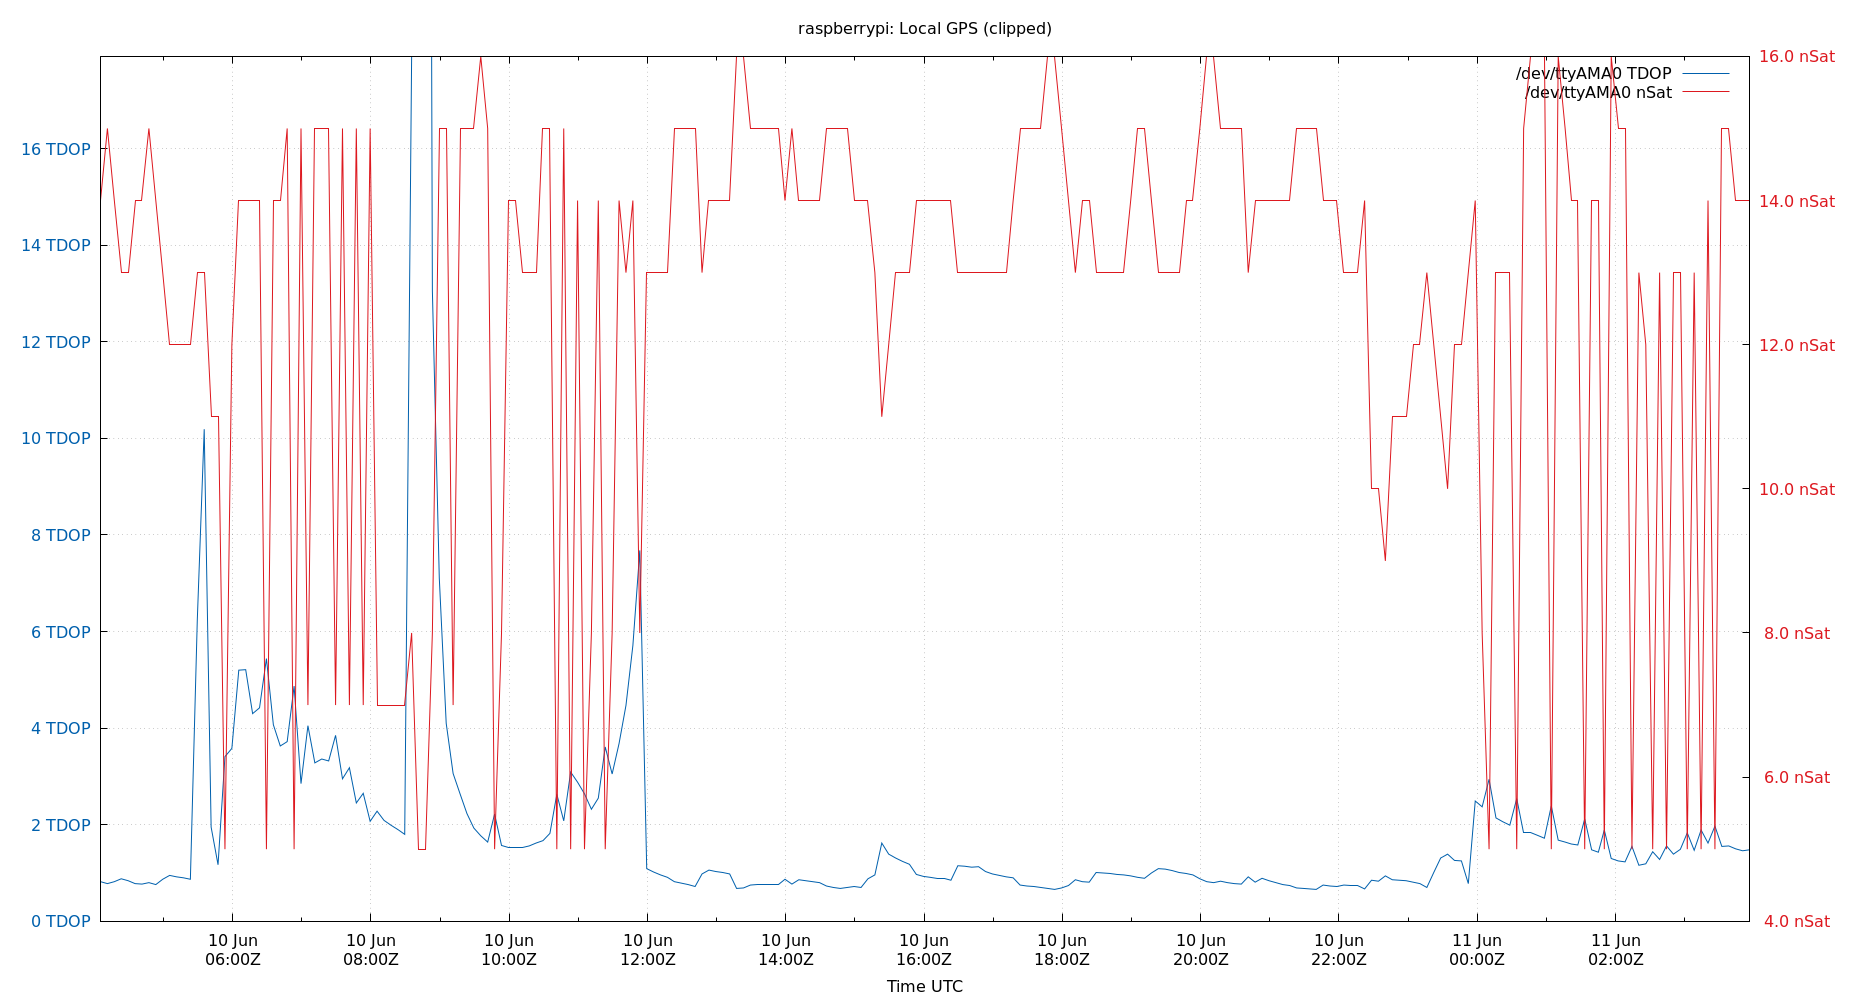 raspberrypi: Local GPS (clipped)
16.0 nSat
/dev/ttyAMA0 TDOP
/dev/ttyAMA0 nSat
16 TDOP
14.0 nSat
14 TDOP
12 TDOP
12.0 nSat
10 TDOP
10.0 nSat
8 TDOP
6 TDOP
8.0 nSat
4 TDOP
6.0 nSat
2 TDOP
0 TDOP
4.0 nSat
10 Jun 10 Jun 10 Jun 10 Jun 10 Jun 10 Jun 10 Jun 10 Jun 10 Jun 11 Jun 11 Jun
06:00Z 08:00Z 10:00Z 12:00Z 14:00Z 16:00Z 18:00Z 20:00Z 22:00Z 00:00Z 02:00Z
Time UTC